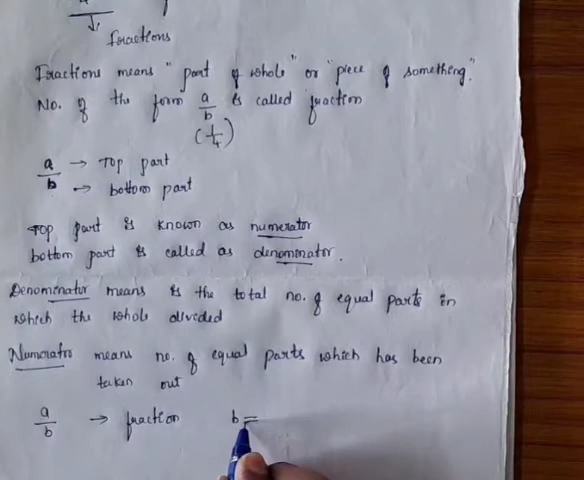 fractions
Fractions means "part of whole" or "piece of something."
No. of the form a/b is called fraction
(1/4)
a/b → Top part
→ bottom part
Top part is known as numerator
bottom part is called as denominator.
Denominator means is the total no. of equal parts in
which the whole divided
Numerator means no. of equal parts which has been
taken out
a/b → fraction b =